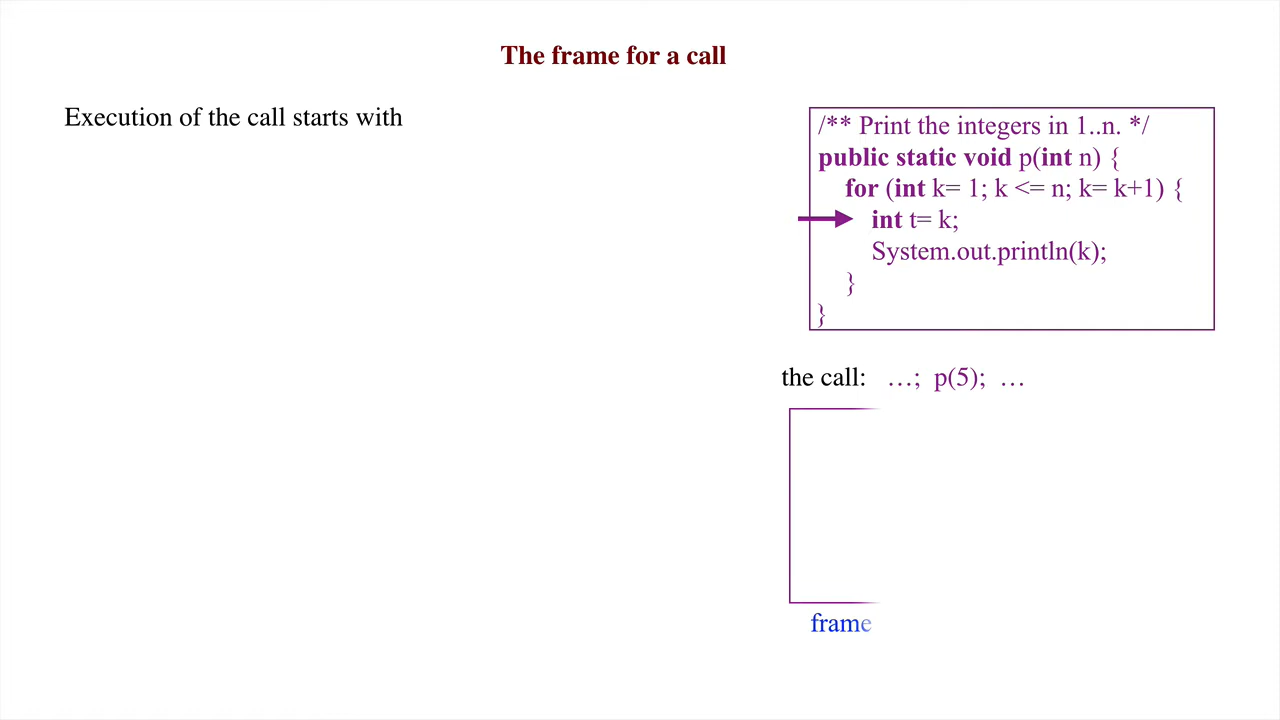 The frame for a call
Execution of the call starts with
/** Print the integers in 1..n. */
public static void p(int n) {
for (int k= 1; k <= n; k= k+1) {
int t= k;
System.out.println(k);
}
}
the call: …; p(5); …
frame